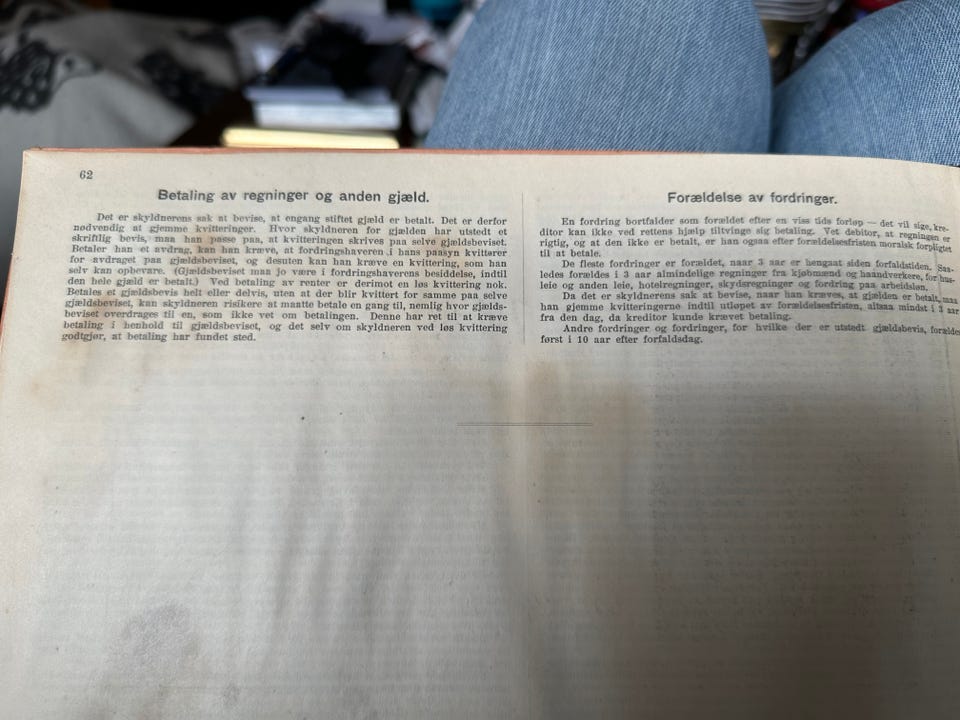 62
Betaling av regninger og anden gjæld.
Det er skyldnerens sak at bevise, at engang stiftet gjæld er betalt. Det er derfor
nødvendig at gjemme kvitteringer. Hvor skyldneren for gjælden har utstedt et
skriftlig bevis, maa han passe paa, at kvitteringen skrives paa selve gjældsbeviset.
Betaler han et avdrag, kan han kræve, at fordringshaveren i hans paasyn kvitterer
for avdraget paa gjældsbeviset, og desuten kan han kræve en kvittering, som han
selv kan opbevare. (Gjældsbeviset maa jo være i fordringshaverens besiddelse, indtil
den hele gjæld er betalt.) Ved betaling av renter er derimot en løs kvittering nok.
Betales et gjældsbevis helt eller delvis, uten at der blir kvittert for samme paa selve
gjældsbeviset, kan skyldneren risikere at maatte betale en gang til, nemlig hvor gjælds-
beviset overdrages til en, som ikke vet om betalingen. Denne har ret til at kræve
betaling i henhold til gjældsbeviset, og det selv om skyldneren ved løs kvittering
godtgjør, at betaling har fundet sted.
Forældelse av fordringer.
En fordring bortfalder som forældet efter en viss tids forløp — det vil sige, kre-
ditor kan ikke ved rettens hjælp tiltvinge sig betaling. Vet debitor, at regningen er
rigtig, og at den ikke er betalt, er han ogsaa efter forældelsesfristen moralsk forpligtet
til at betale.
De fleste fordringer er forældet, naar 3 aar er hengaat siden forfaldstiden. Saa-
ledes forældes i 3 aar almindelige regninger fra kjøbmænd og haandverkere, for hus-
leie og anden leie, hotelregninger, skydsregninger og fordring paa arbeidsløn.
Da det er skyldnerens sak at bevise, naar han kræves, at gjælden er betalt, maa
han gjemme kvitteringerne indtil utløpet av forældelsesfristen, altsaa mindst i 3 aar
fra den dag, da kreditor kunde krævet betaling.
Andre fordringer og fordringer, for hvilke der er utstedt gjældsbevis, forældes
først i 10 aar efter forfaldsdag.